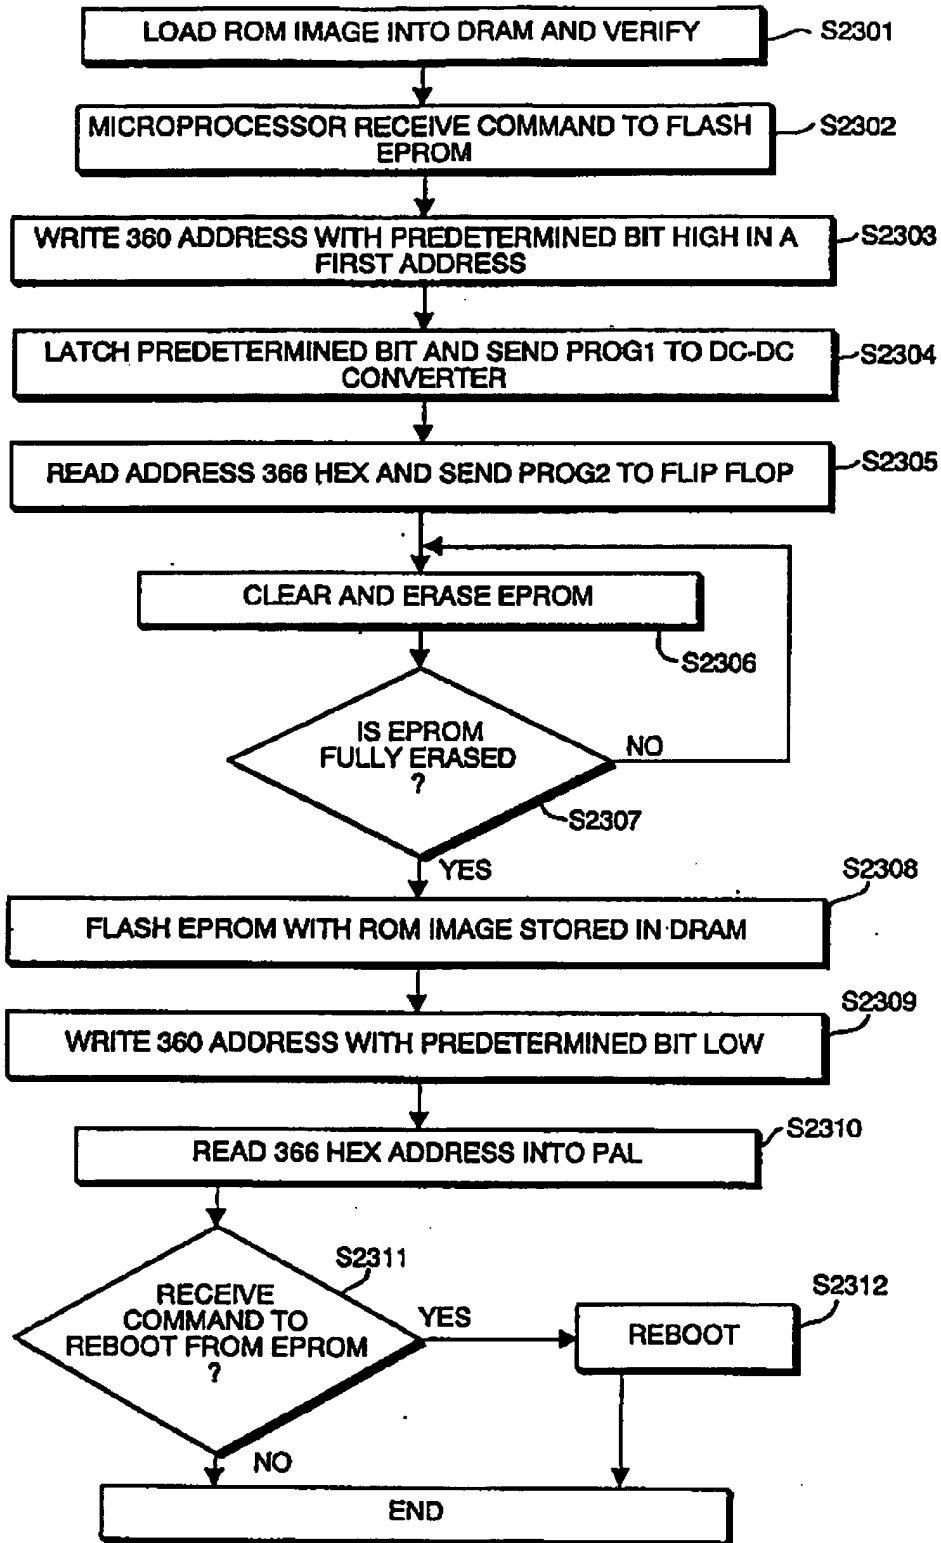 LOAD ROM IMAGE INTO DRAM AND VERIFY
S2301
MICROPROCESSOR RECEIVE COMMAND TO FLASH
EPROM
S2302
WRITE 360 ADDRESS WITH PREDETERMINED BIT HIGH IN A
FIRST ADDRESS
S2303
LATCH PREDETERMINED BIT AND SEND PROG1 TO DC-DC
CONVERTER
S2304
READ ADDRESS 366 HEX AND SEND PROG2 TO FLIP FLOP
S2305
CLEAR AND ERASE EPROM
S2306
IS EPROM
FULLY ERASED
?
NO
S2307
YES
S2308
FLASH EPROM WITH ROM IMAGE STORED IN DRAM
S2309
WRITE 360 ADDRESS WITH PREDETERMINED BIT LOW
S2310
READ 366 HEX ADDRESS INTO PAL
S2311
RECEIVE
COMMAND TO
REBOOT FROM EPROM
?
YES
S2312
REBOOT
NO
END